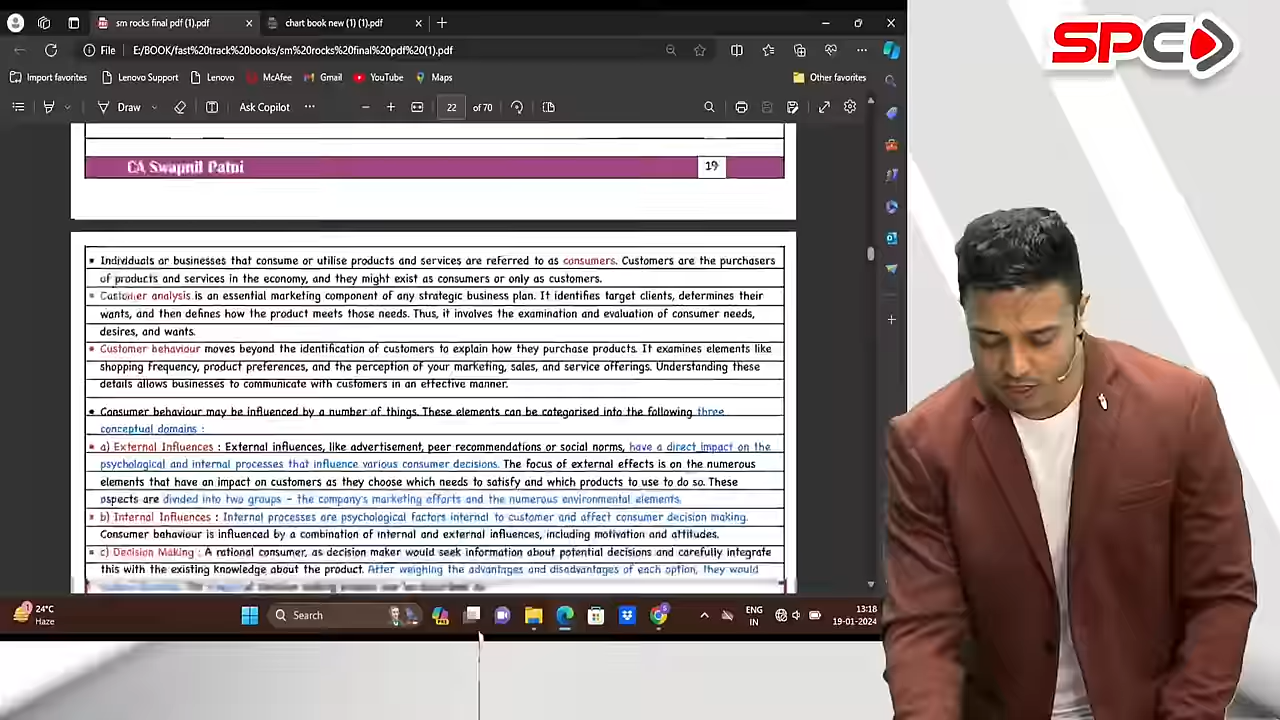 sm rocks final pdf (1).pdf
chart book new (1) (1).pdf
File
E:/BOOK/fast%20track%20books/sm%20rocks%20final%20pdf%20(1).pdf
Import favorites
Lenovo Support
Lenovo
McAfee
Gmail
YouTube
Maps
Other favorites
Draw
Ask Copilot
22
of 70
SPC
CA Swapnil Patni
19
• Individuals or businesses that consume or utilise products and services are referred to as consumers. Customers are the purchasers
of products and services in the economy, and they might exist as consumers or only as customers.
• Customer analysis is an essential marketing component of any strategic business plan. It identifies target clients, determines their
wants, and then defines how the product meets those needs. Thus, it involves the examination and evaluation of consumer needs,
desires, and wants.
• Customer behaviour moves beyond the identification of customers to explain how they purchase products. It examines elements like
shopping frequency, product preferences, and the perception of your marketing, sales, and service offerings. Understanding these
details allows businesses to communicate with customers in an effective manner.
• Consumer behaviour may be influenced by a number of things. These elements can be categorised into the following three
conceptual domains :
• a) External Influences : External influences, like advertisement, peer recommendations or social norms, have a direct impact on the
psychological and internal processes that influence various consumer decisions. The focus of external effects is on the numerous
elements that have an impact on customers as they choose which needs to satisfy and which products to use to do so. These
aspects are divided into two groups – the company's marketing efforts and the numerous environmental elements.
• b) Internal Influences : Internal processes are psychological factors internal to customer and affect consumer decision making.
Consumer behaviour is influenced by a combination of internal and external influences, including motivation and attitudes.
• c) Decision Making : A rational consumer, as decision maker would seek information about potential decisions and carefully integrate
this with the existing knowledge about the product. After weighing the advantages and disadvantages of each option, they would
24°C
Haze
Search
ENG
IN
13:18
19-01-2024